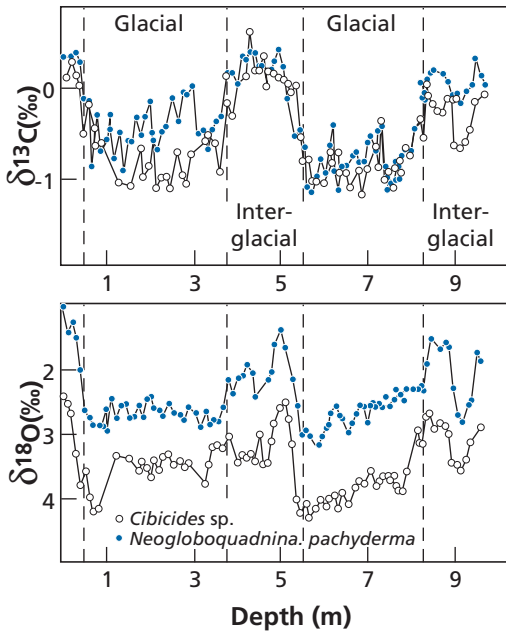 Glacial
Glacial
0
-1
δ13C(‰)
Inter-
glacial
Inter-
glacial
1
3
5
7
9
2
3
4
δ18O(‰)
Cibicides sp.
Neogloboquadnina. pachyderma
1
3
5
7
9
Depth (m)